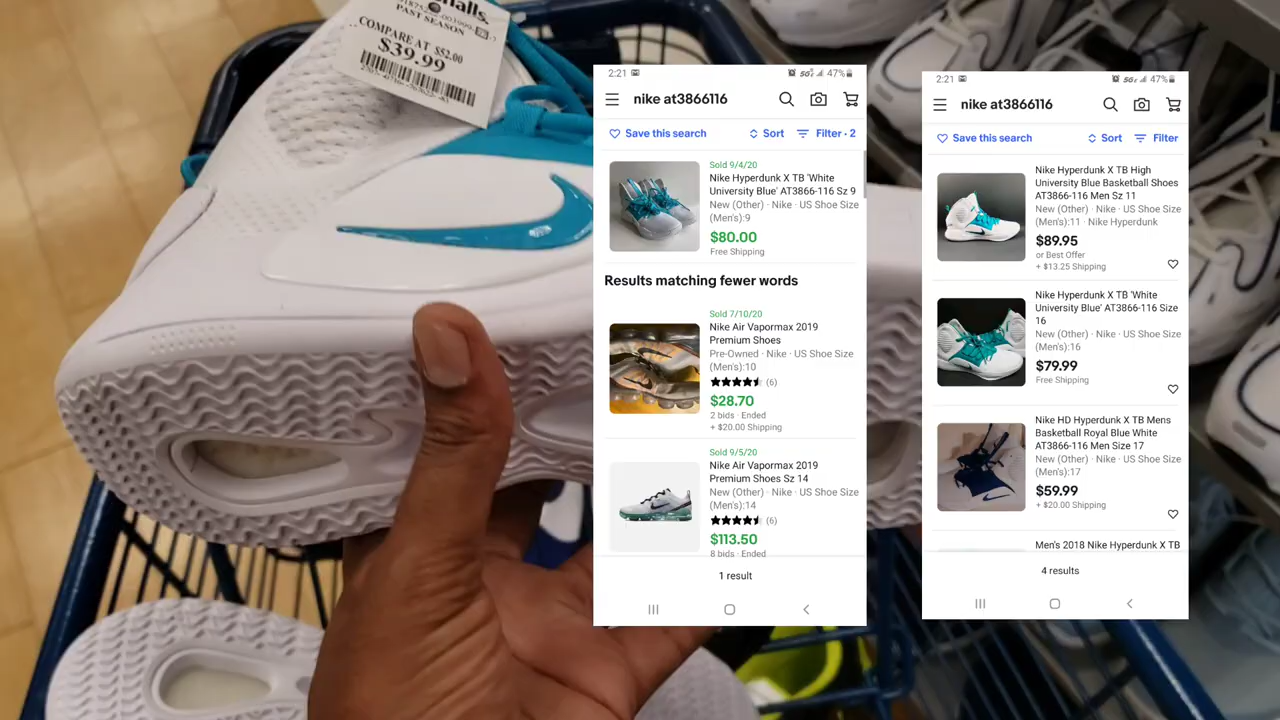 PAST SEASON
COMPARE AT $52.00
$39.99
2:21
5G 47%
nike at3866116
Save this search
Sort
Filter · 2
Sold 9/4/20
Nike Hyperdunk X TB 'White
University Blue' AT3866-116 Sz 9
New (Other) · Nike · US Shoe Size
(Men's):9
$80.00
Free Shipping
Results matching fewer words
Sold 7/10/20
Nike Air Vapormax 2019
Premium Shoes
Pre-Owned · Nike · US Shoe Size
(Men's):10
(6)
$28.70
2 bids · Ended
+ $20.00 Shipping
Sold 9/5/20
Nike Air Vapormax 2019
Premium Shoes Sz 14
New (Other) · Nike · US Shoe Size
(Men's):14
(6)
$113.50
8 bids · Ended
1 result
2:21
5G 47%
nike at3866116
Save this search
Sort
Filter
Nike Hyperdunk X TB High
University Blue Basketball Shoes
AT3866-116 Men Sz 11
New (Other) · Nike · US Shoe Size
(Men's):11 · Nike Hyperdunk
$89.95
or Best Offer
+ $13.25 Shipping
Nike Hyperdunk X TB 'White
University Blue' AT3866-116 Size
16
New (Other) · Nike · US Shoe Size
(Men's):16
$79.99
Free Shipping
Nike HD Hyperdunk X TB Mens
Basketball Royal Blue White
AT3866-116 Men Size 17
New (Other) · Nike · US Shoe Size
(Men's):17
$59.99
+ $20.00 Shipping
Men's 2018 Nike Hyperdunk X TB
4 results